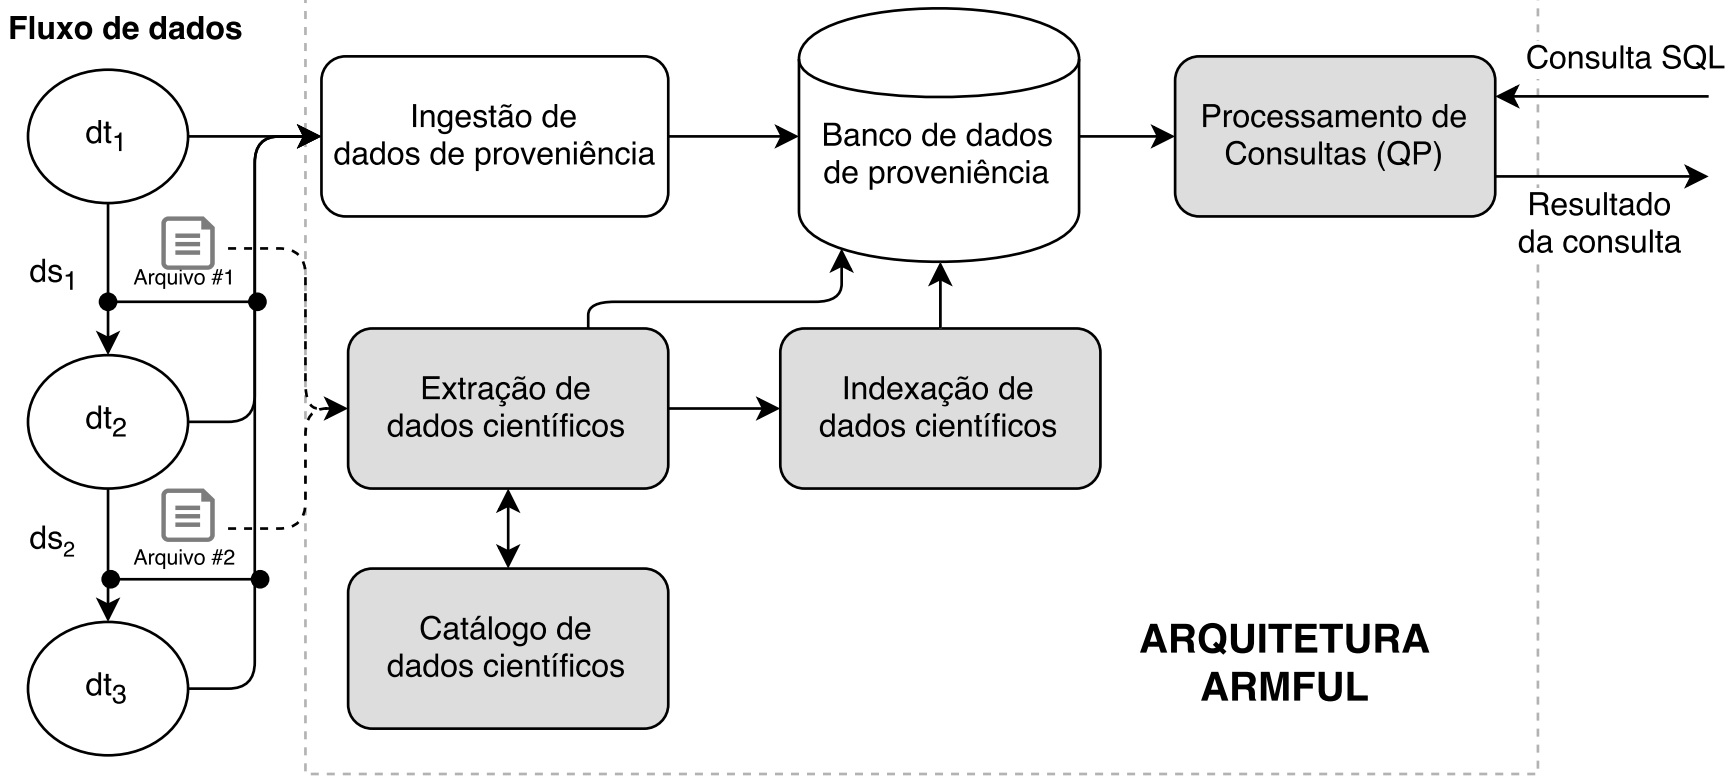 Fluxo de dados
dt1
Ingestão de
dados de proveniência
Banco de dados
de proveniência
Processamento de
Consultas (QP)
Consulta SQL
Resultado
da consulta
ds1
Arquivo #1
dt2
Extração de
dados científicos
Indexação de
dados científicos
ds2
Arquivo #2
dt3
Catálogo de
dados científicos
ARQUITETURA
ARMFUL